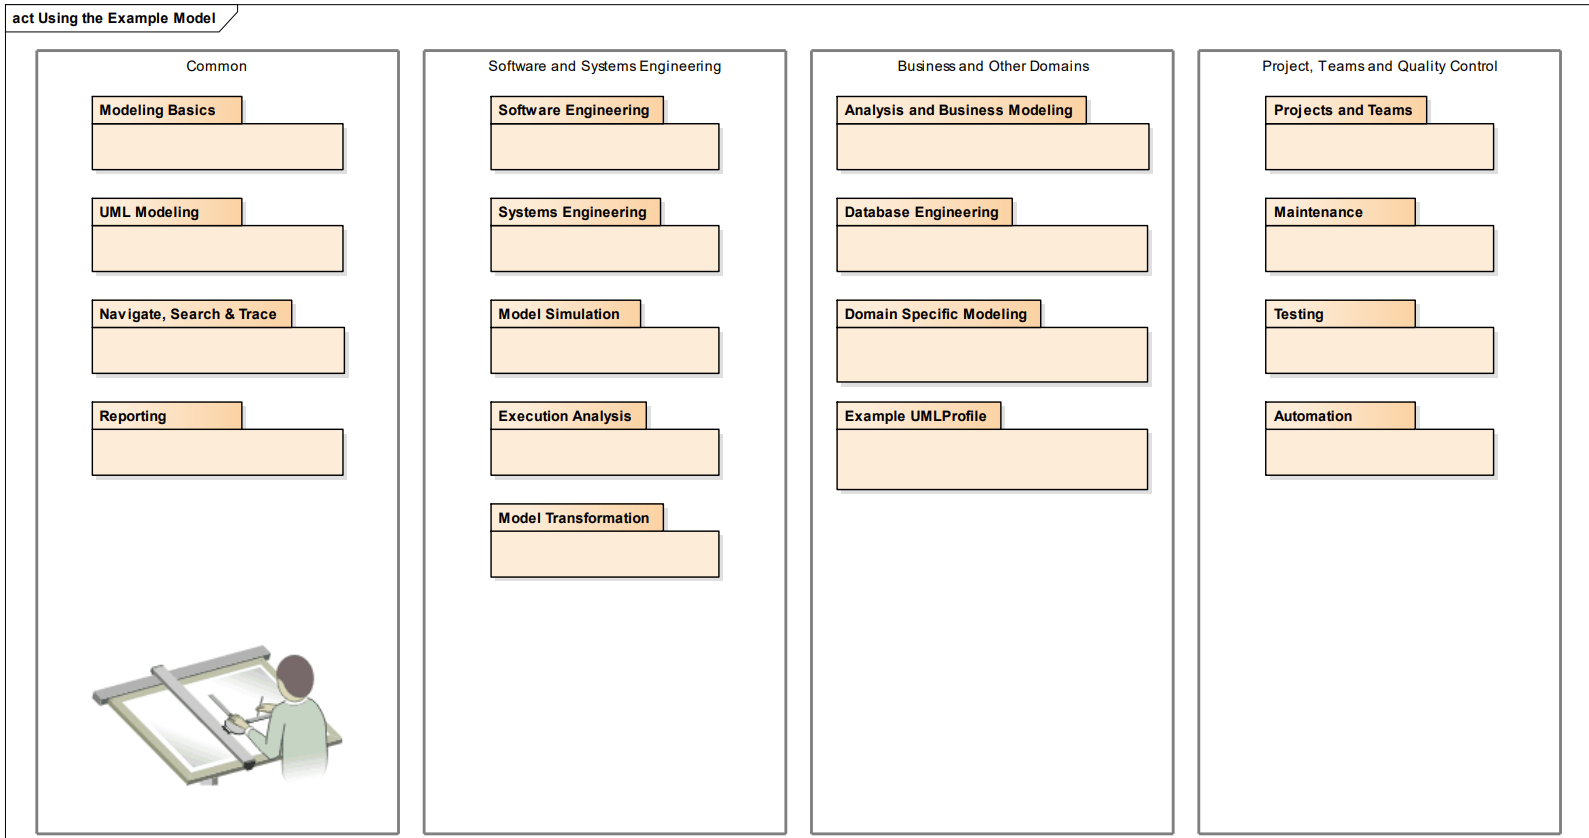 act Using the Example Model
Common
Modeling Basics
UML Modeling
Navigate, Search & Trace
Reporting
Software and Systems Engineering
Software Engineering
Systems Engineering
Model Simulation
Execution Analysis
Model Transformation
Business and Other Domains
Analysis and Business Modeling
Database Engineering
Domain Specific Modeling
Example UMLProfile
Project, Teams and Quality Control
Projects and Teams
Maintenance
Testing
Automation